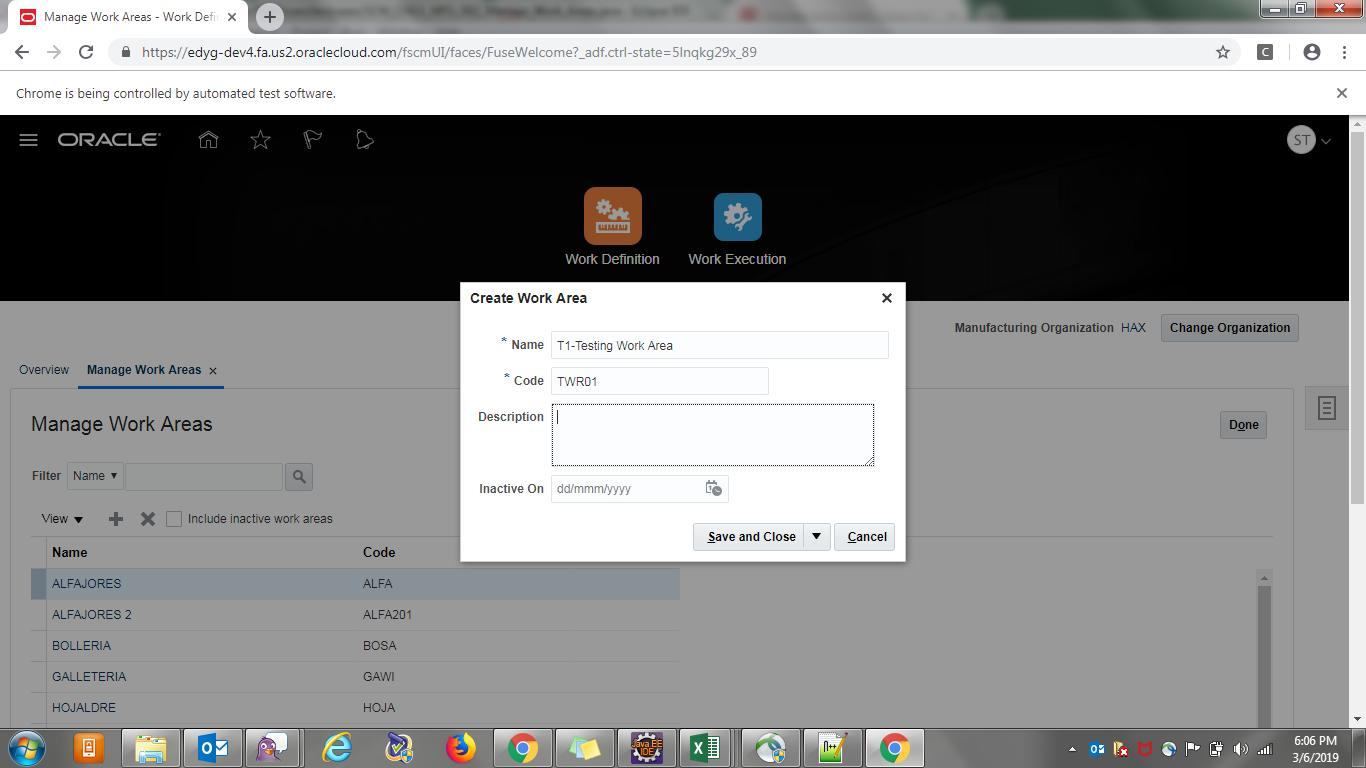 Manage Work Areas - Work Defin
https://edyg-dev4.fa.us2.oraclecloud.com/fscmUI/faces/FuseWelcome?_adf.ctrl-state=5lnqkg29x_89
C
Chrome is being controlled by automated test software.
ORACLE
ST
Work Definition
Work Execution
Create Work Area
Manufacturing Organization HAX Change Organization
* Name T1-Testing Work Area
* Code TWR01
Description
Inactive On dd/mmm/yyyy
Save and Close
Cancel
Overview
Manage Work Areas
Manage Work Areas
Done
Filter Name
View
Include inactive work areas
Name Code
ALFAJORES ALFA
ALFAJORES 2 ALFA201
BOLLERIA BOSA
GALLETERIA GAWI
HOJALDRE HOJA
Java EE
IDE
6:06 PM
3/6/2019